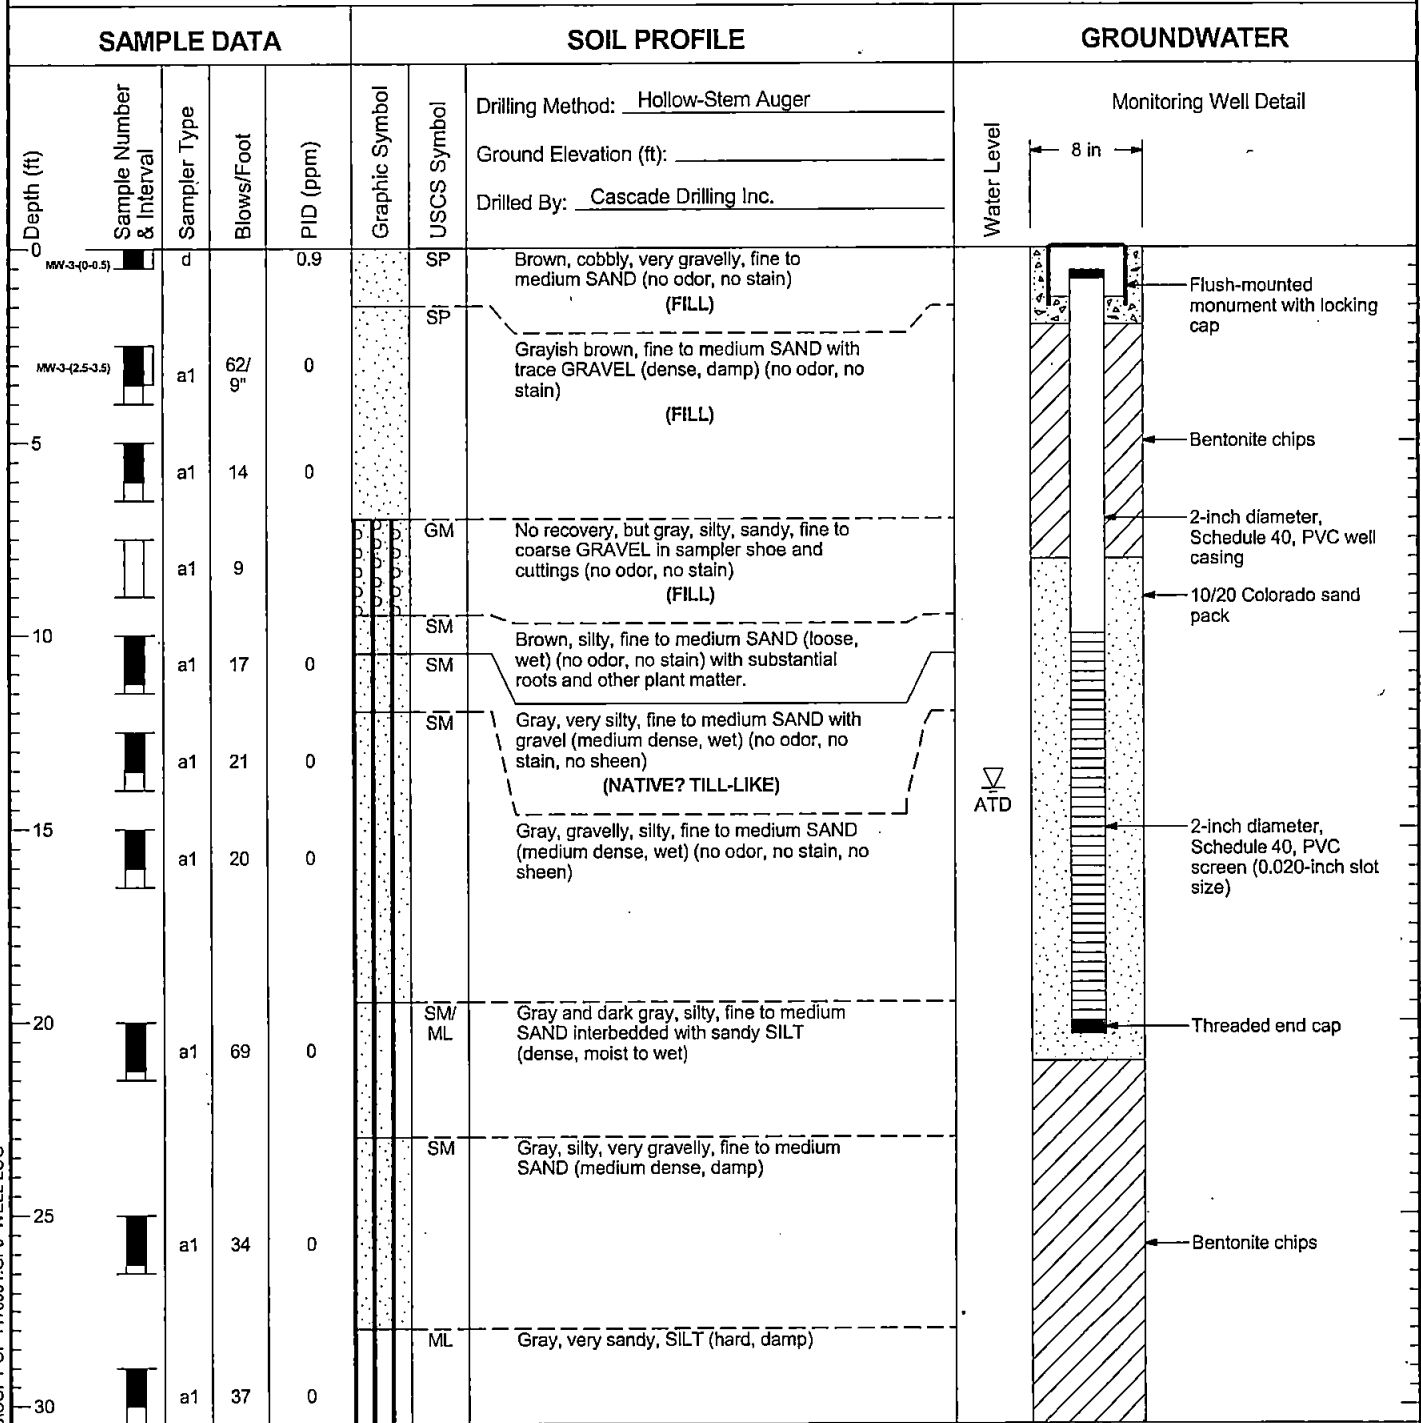 SAMPLE DATA
SOIL PROFILE
GROUNDWATER
Depth (ft)
Sample Number
& Interval
Sampler Type
Blows/Foot
PID (ppm)
Graphic Symbol
USCS Symbol
Drilling Method: Hollow-Stem Auger
Ground Elevation (ft):
Drilled By: Cascade Drilling Inc.
Water Level
Monitoring Well Detail
8 in
0
MW-3-(0-0.5)
d
0.9
SP
Brown, cobbly, very gravelly, fine to
medium SAND (no odor, no stain)
(FILL)
Flush-mounted
monument with locking
cap
SP
MW-3-(2.5-3.5)
a1
62/
9"
0
Grayish brown, fine to medium SAND with
trace GRAVEL (dense, damp) (no odor, no
stain)
(FILL)
5
a1
14
0
Bentonite chips
GM
No recovery, but gray, silty, sandy, fine to
coarse GRAVEL in sampler shoe and
cuttings (no odor, no stain)
(FILL)
2-inch diameter,
Schedule 40, PVC well
casing
a1
9
10/20 Colorado sand
pack
SM
10
a1
17
0
SM
Brown, silty, fine to medium SAND (loose,
wet) (no odor, no stain) with substantial
roots and other plant matter.
SM
Gray, very silty, fine to medium SAND with
gravel (medium dense, wet) (no odor, no
stain, no sheen)
(NATIVE? TILL-LIKE)
a1
21
0
ATD
15
a1
20
0
Gray, gravelly, silty, fine to medium SAND
(medium dense, wet) (no odor, no stain, no
sheen)
2-inch diameter,
Schedule 40, PVC
screen (0.020-inch slot
size)
20
a1
69
0
SM/
ML
Gray and dark gray, silty, fine to medium
SAND interbedded with sandy SILT
(dense, moist to wet)
Threaded end cap
SM
Gray, silty, very gravelly, fine to medium
SAND (medium dense, damp)
25
a1
34
0
Bentonite chips
ML
Gray, very sandy, SILT (hard, damp)
30
a1
37
0